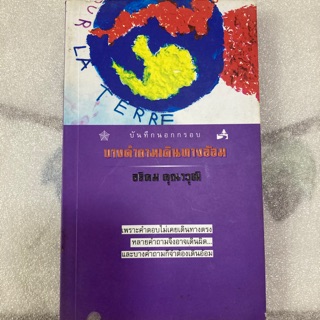 OUR
LA
TERRE
บันทึกนอกกรอบ
บางคำถามเดินทางอ้อม
อธิคม คุณาวุฒิ
เพราะคำตอบไม่เคยเดินทางตรง
หลายคำถามจึงอาจเดินผิด...
และบางคำถามก็จำต้องเดินอ้อม